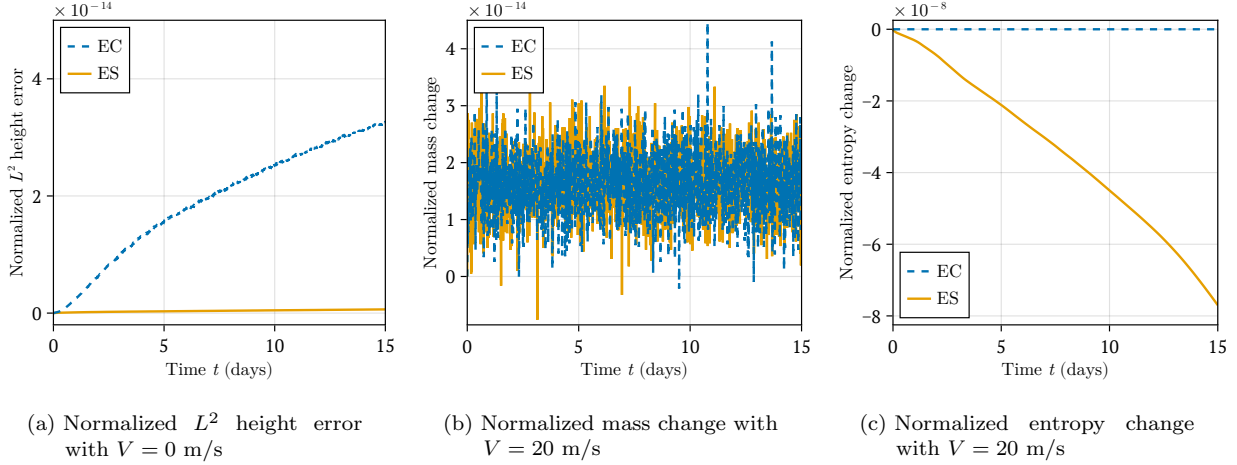 × 10⁻¹⁴
Normalized L² height error
4
2
0
EC
ES
0
5
10
15
Time t (days)
(a) Normalized L² height error
with V = 0 m/s
× 10⁻¹⁴
Normalized mass change
4
3
2
1
0
EC
ES
0
5
10
15
Time t (days)
(b) Normalized mass change with
V = 20 m/s
× 10⁻⁸
Normalized entropy change
0
−2
−4
−6
−8
EC
ES
0
5
10
15
Time t (days)
(c) Normalized entropy change
with V = 20 m/s